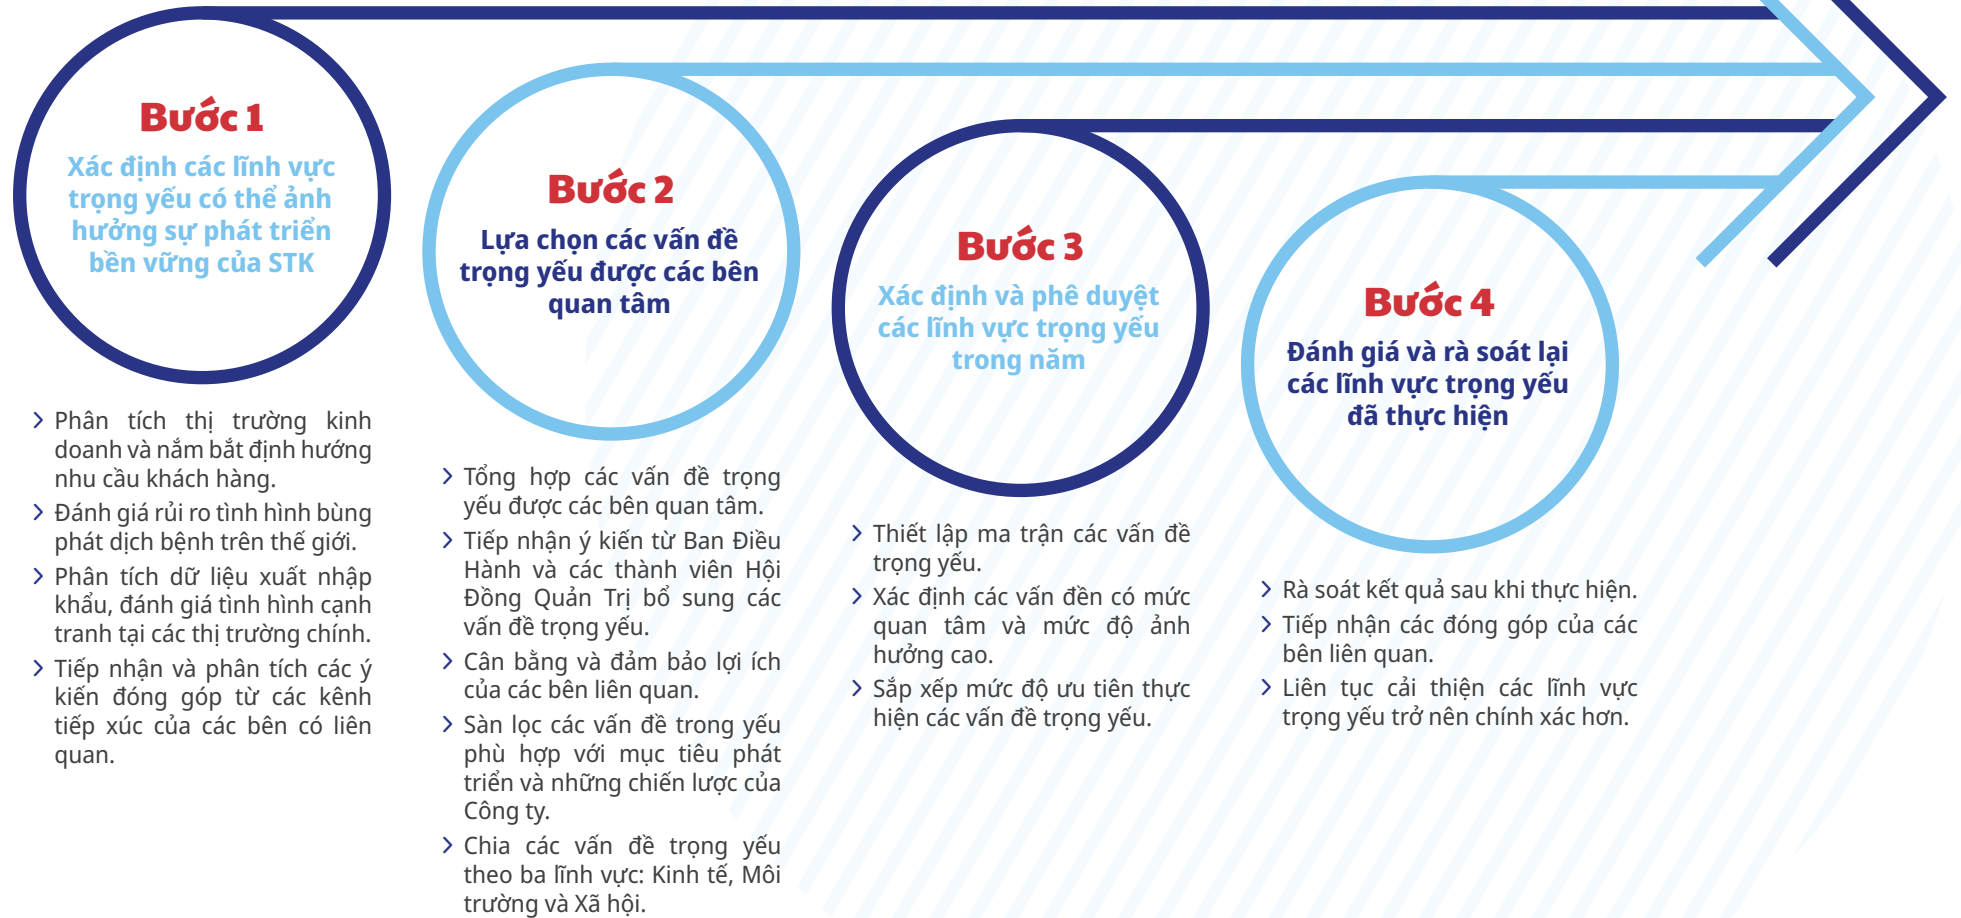 Bước 1
Xác định các lĩnh vực
trọng yếu có thể ảnh
hưởng sự phát triển
bền vững của STK
Phân tích thị trường kinh
doanh và nắm bắt định hướng
nhu cầu khách hàng.
Đánh giá rủi ro tình hình bùng
phát dịch bệnh trên thế giới.
Phân tích dữ liệu xuất nhập
khẩu, đánh giá tình hình cạnh
tranh tại các thị trường chính.
Tiếp nhận và phân tích các ý
kiến đóng góp từ các kênh
tiếp xúc của các bên có liên
quan.
Bước 2
Lựa chọn các vấn đề
trọng yếu được các bên
quan tâm
Tổng hợp các vấn đề trọng
yếu được các bên quan tâm.
Tiếp nhận ý kiến từ Ban Điều
Hành và các thành viên Hội
Đồng Quản Trị bổ sung các
vấn đề trọng yếu.
Cân bằng và đảm bảo lợi ích
của các bên liên quan.
Sàn lọc các vấn đề trong yếu
phù hợp với mục tiêu phát
triển và những chiến lược của
Công ty.
Chia các vấn đề trọng yếu
theo ba lĩnh vực: Kinh tế, Môi
trường và Xã hội.
Bước 3
Xác định và phê duyệt
các lĩnh vực trọng yếu
trong năm
Thiết lập ma trận các vấn đề
trọng yếu.
Xác định các vấn đền có mức
quan tâm và mức độ ảnh
hưởng cao.
Sắp xếp mức độ ưu tiên thực
hiện các vấn đề trọng yếu.
Bước 4
Đánh giá và rà soát lại
các lĩnh vực trọng yếu
đã thực hiện
Rà soát kết quả sau khi thực hiện.
Tiếp nhận các đóng góp của các
bên liên quan.
Liên tục cải thiện các lĩnh vực
trọng yếu trở nên chính xác hơn.